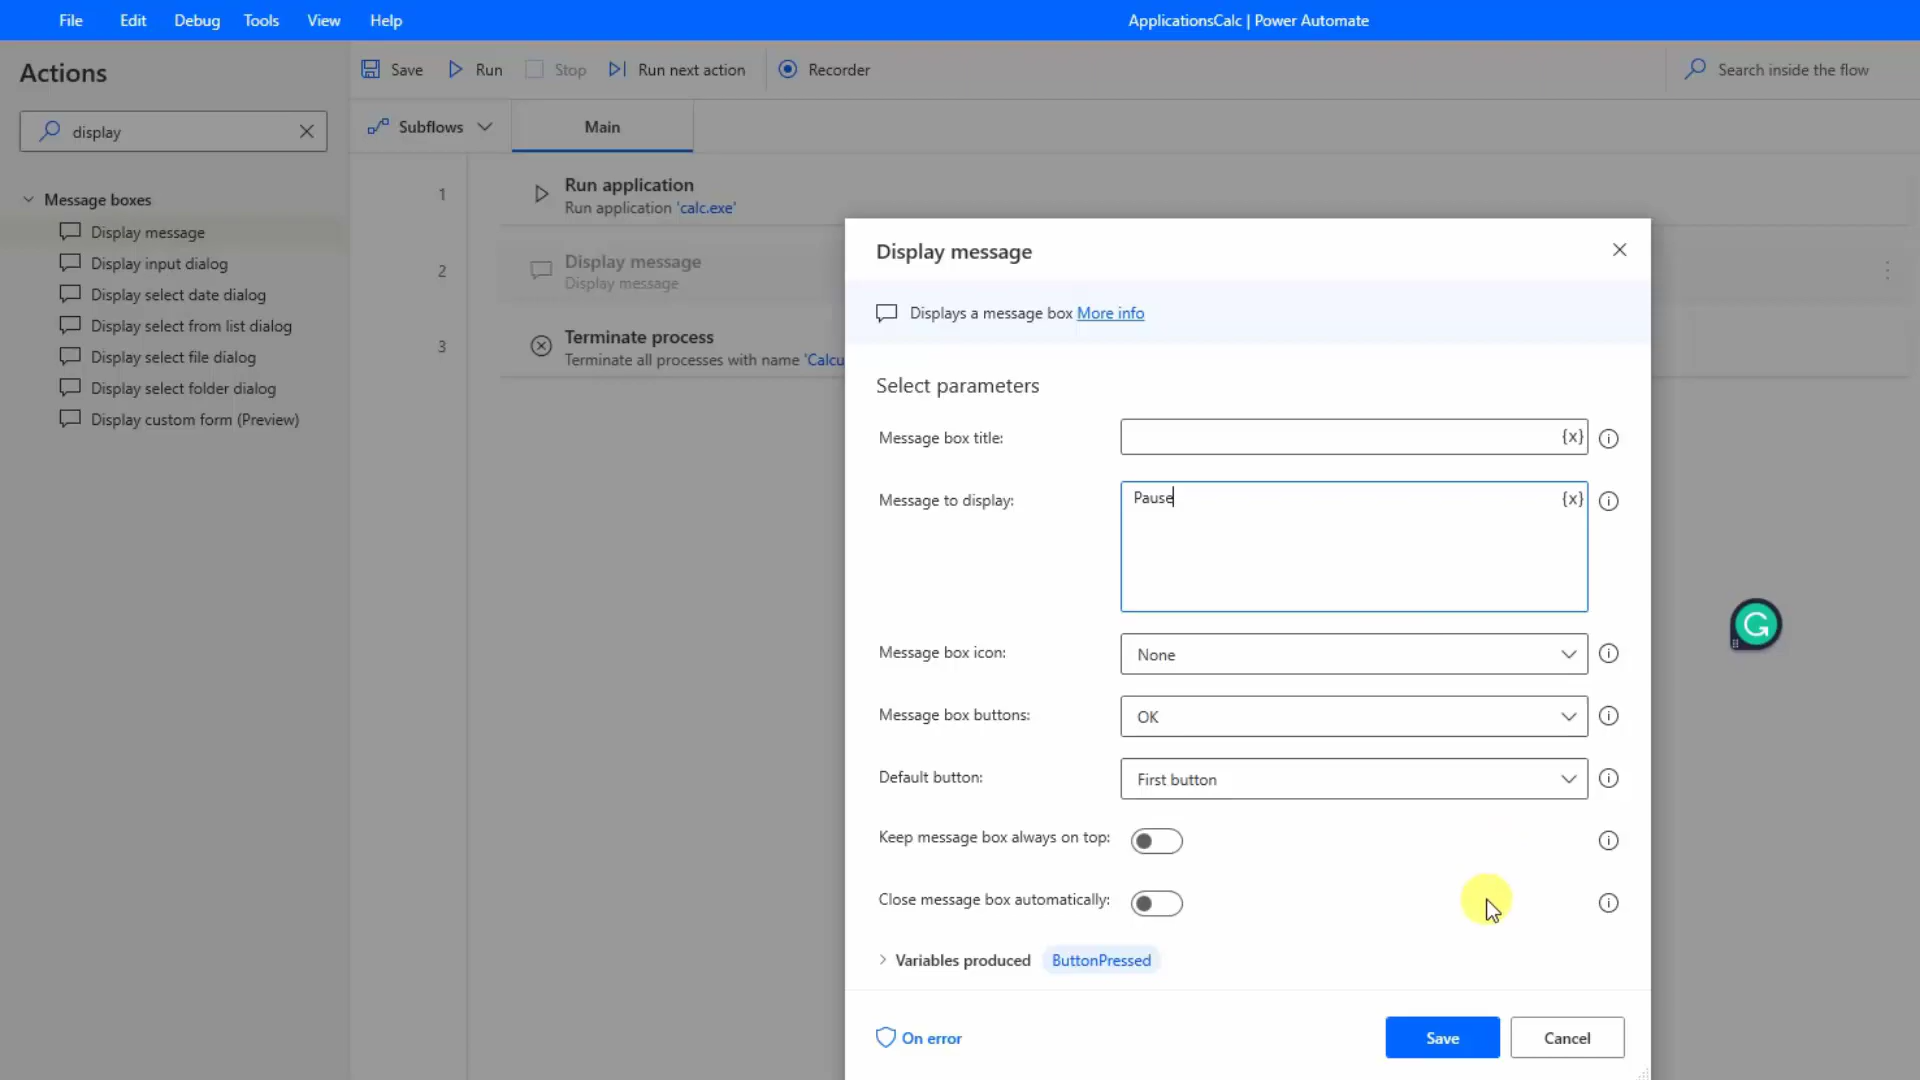 File Edit Debug Tools View Help ApplicationsCalc | Power Automate
Actions
Save Run Stop Run next action Recorder Search inside the flow
display
Subflows Main
Message boxes
Display message
Display input dialog
Display select date dialog
Display select from list dialog
Display select file dialog
Display select folder dialog
Display custom form (Preview)
1 Run application
Run application 'calc.exe'
2 Display message
Display message
3 Terminate process
Terminate all processes with name 'Calcu
Display message
Displays a message box More info
Select parameters
Message box title: {x}
Message to display: Pause {x}
Message box icon: None
Message box buttons: OK
Default button: First button
Keep message box always on top:
Close message box automatically:
Variables produced ButtonPressed
On error Save Cancel